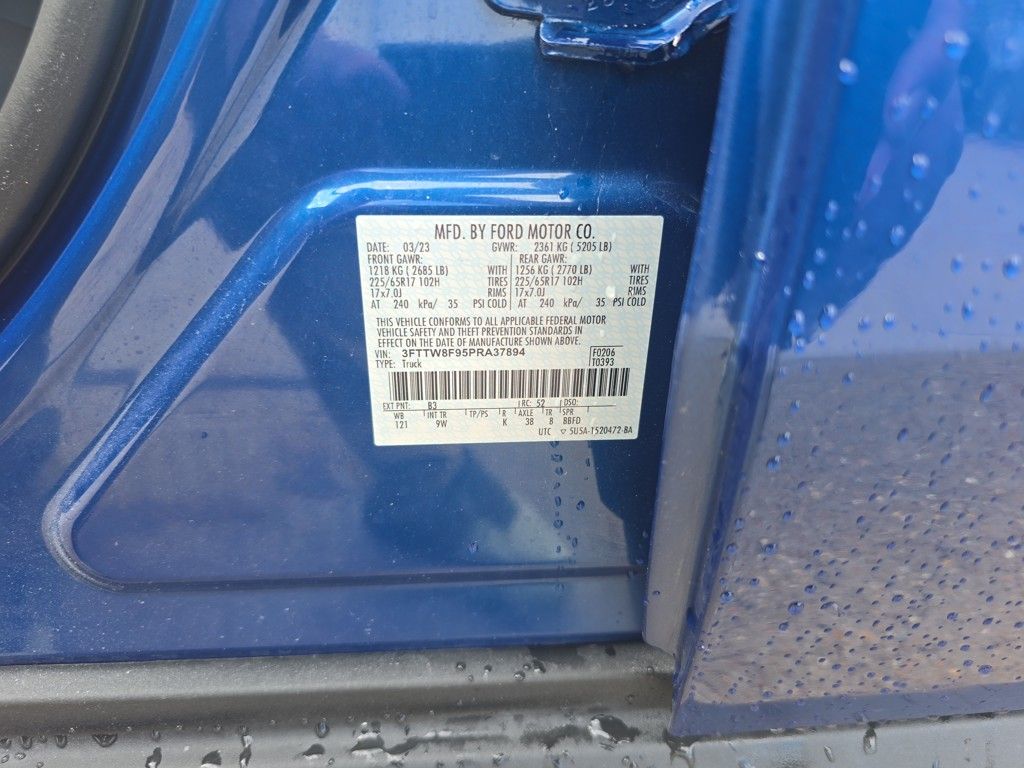 MFD. BY FORD MOTOR CO.
DATE: 03/23 GVWR: 2361 KG ( 5205 LB)
FRONT GAWR: REAR GAWR:
1218 KG ( 2685 LB) WITH 1256 KG ( 2770 LB) WITH
225/65R17 102H TIRES 225/65R17 102H TIRES
17x7.0J RIMS 17x7.0J RIMS
AT 240 kPa/ 35 PSI COLD AT 240 kPa/ 35 PSI COLD
THIS VEHICLE CONFORMS TO ALL APPLICABLE FEDERAL MOTOR
VEHICLE SAFETY AND THEFT PREVENTION STANDARDS IN
EFFECT ON THE DATE OF MANUFACTURE SHOWN ABOVE.
VIN: 3FTTW8F95PRA37894 F0206
TYPE: Truck T0393
EXT PNT: B3 RC: 52 DSO:
WB INT TR TP/PS R AXLE TR SPR
121 9W K 3B 8 BBFD
UTC ▽ 5U5A-1520472-BA